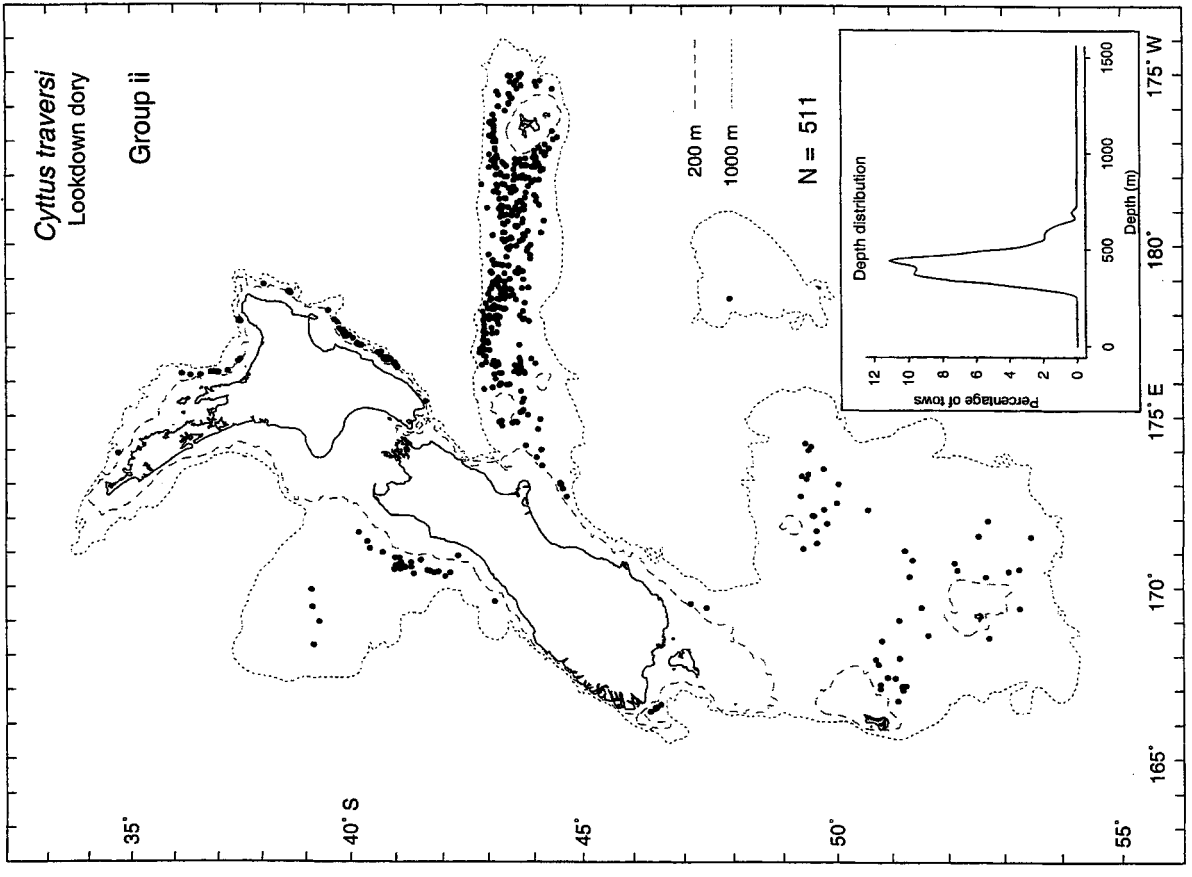 Cyttus traversi
Lookdown dory
Group ii
35°
40° S
45°
50°
55°
165°
170°
175° E
180°
175° W
200 m
1000 m
N = 511
Depth distribution
Percentage of tows
12
10
8
6
4
2
0
0
500
1000
1500
Depth (m)